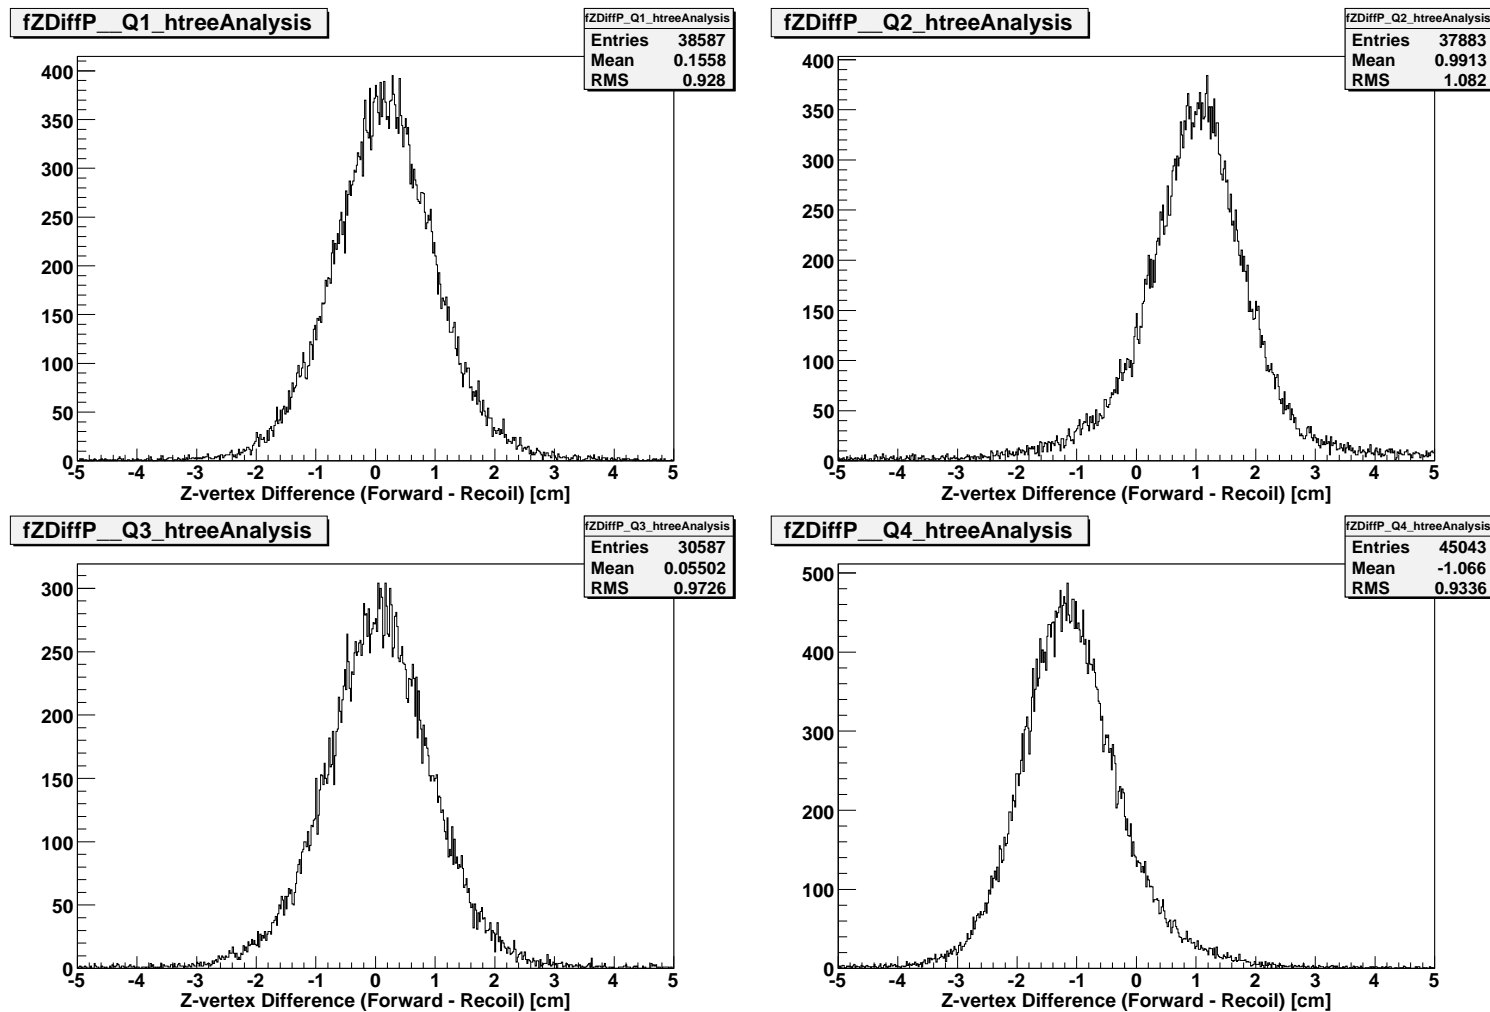 fZDiffP__Q1_htreeAnalysis
fZDiffP_Q1_htreeAnalysis
Entries 38587
Mean 0.1558
RMS 0.928
400
350
300
250
200
150
100
50
0
-5 -4 -3 -2 -1 0 1 2 3 4 5
Z-vertex Difference (Forward - Recoil) [cm]
fZDiffP__Q2_htreeAnalysis
fZDiffP_Q2_htreeAnalysis
Entries 37883
Mean 0.9913
RMS 1.082
400
350
300
250
200
150
100
50
0
-5 -4 -3 -2 -1 0 1 2 3 4 5
Z-vertex Difference (Forward - Recoil) [cm]
fZDiffP__Q3_htreeAnalysis
fZDiffP_Q3_htreeAnalysis
Entries 30587
Mean 0.05502
RMS 0.9726
300
250
200
150
100
50
0
-5 -4 -3 -2 -1 0 1 2 3 4 5
Z-vertex Difference (Forward - Recoil) [cm]
fZDiffP__Q4_htreeAnalysis
fZDiffP_Q4_htreeAnalysis
Entries 45043
Mean -1.066
RMS 0.9336
500
400
300
200
100
0
-5 -4 -3 -2 -1 0 1 2 3 4 5
Z-vertex Difference (Forward - Recoil) [cm]